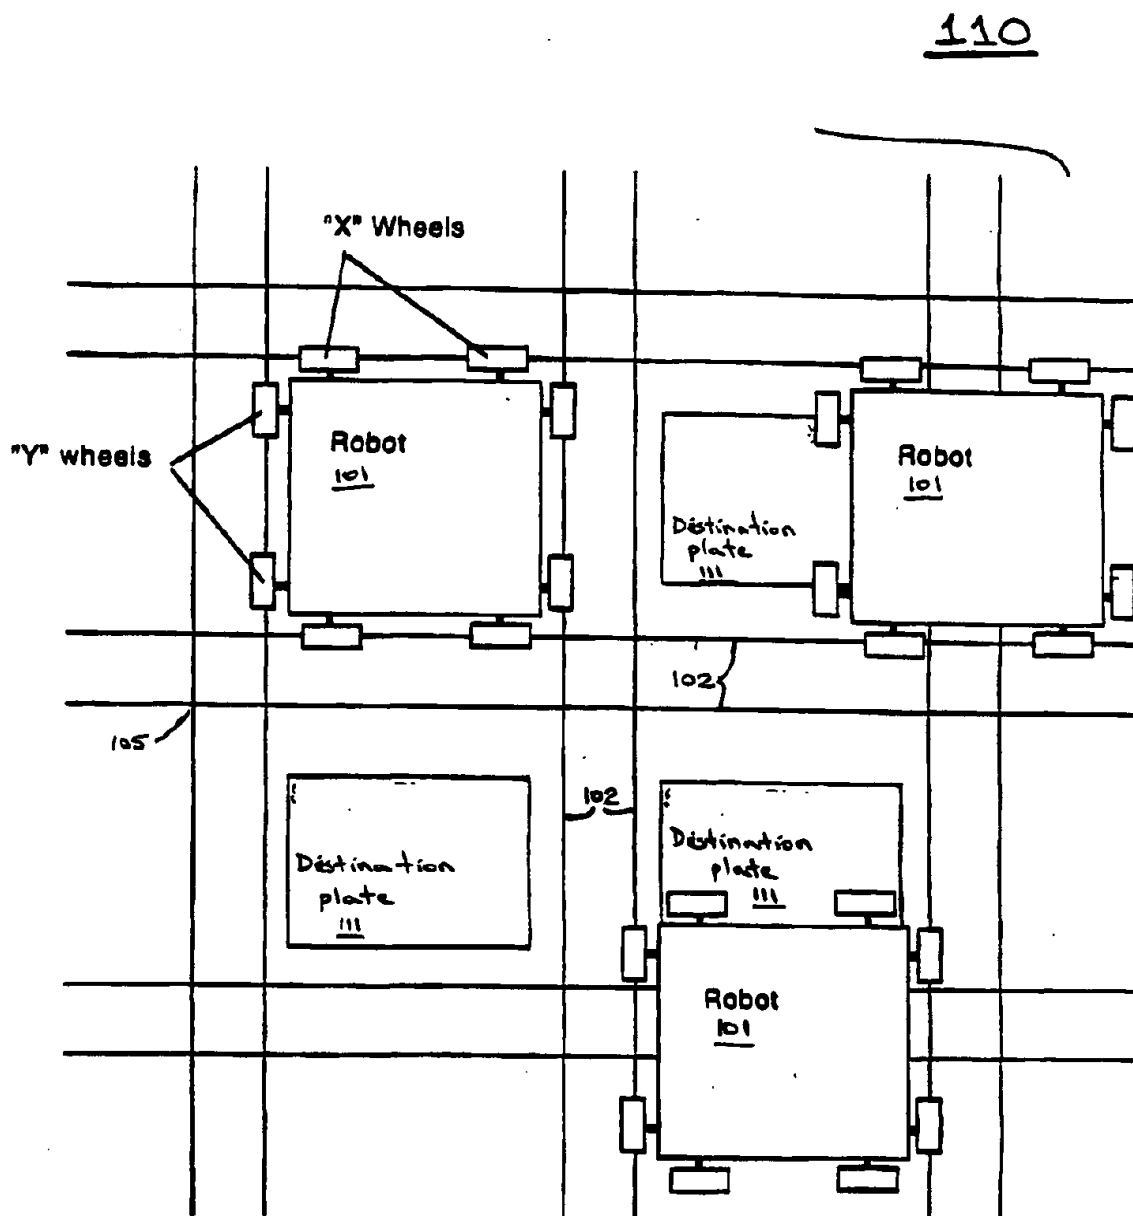 110
"X" Wheels
"Y" wheels
Robot
101
Robot
101
Destination
plate
111
102
105
102
Destination
plate
111
Destination
plate
111
Robot
101